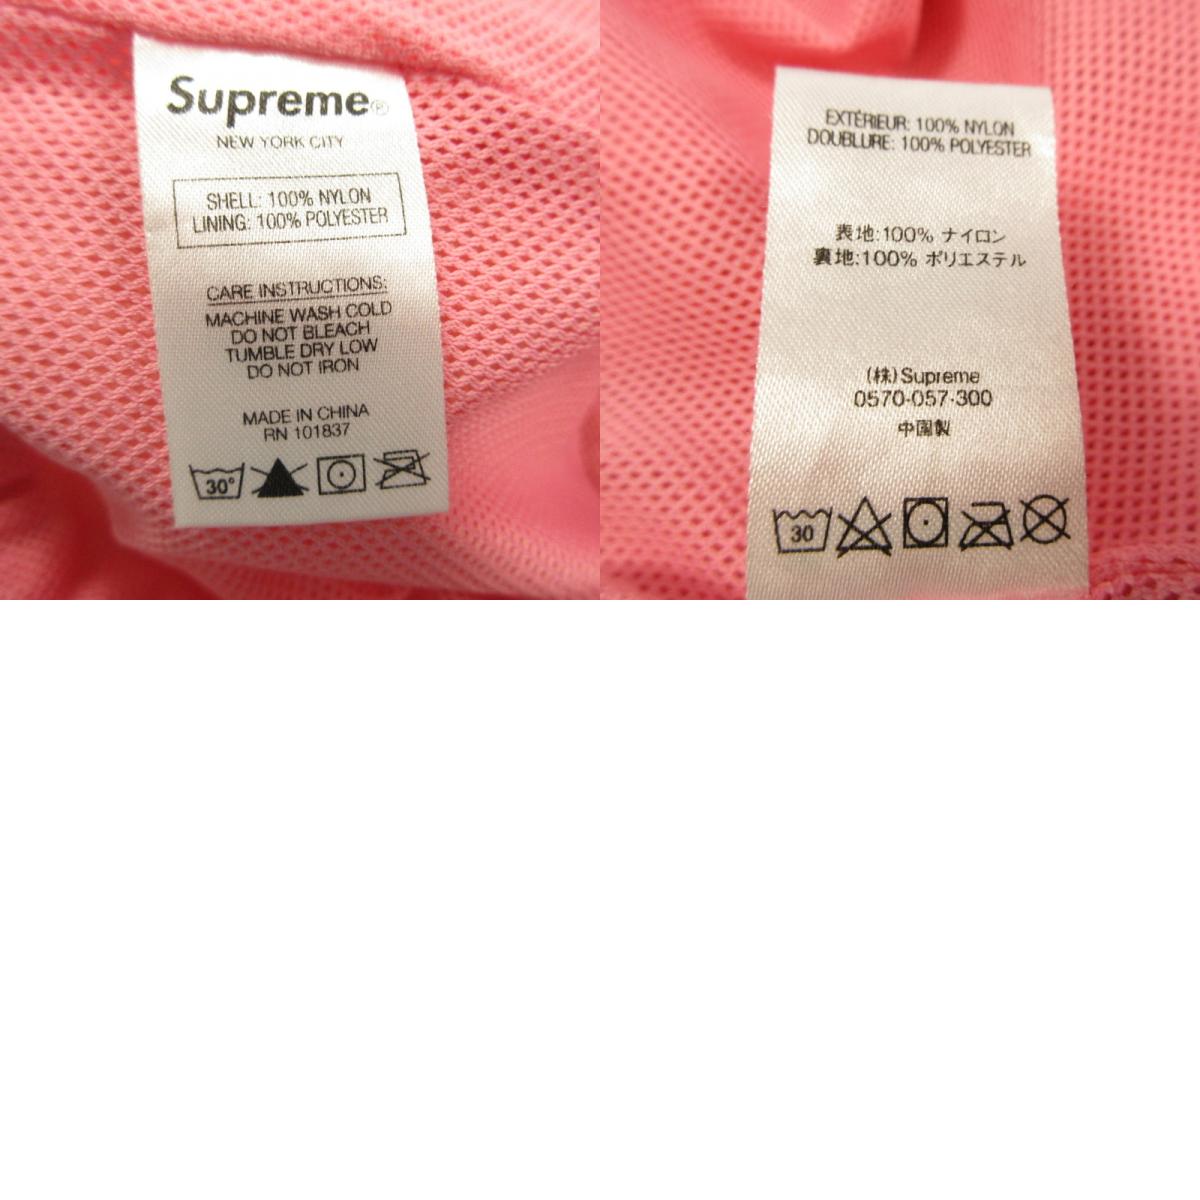 Supreme®
NEW YORK CITY
SHELL: 100% NYLON
LINING: 100% POLYESTER
CARE INSTRUCTIONS:
MACHINE WASH COLD
DO NOT BLEACH
TUMBLE DRY LOW
DO NOT IRON
MADE IN CHINA
RN 101837
30°
EXTÉRIEUR: 100% NYLON
DOUBLURE: 100% POLYESTER
表地:100% ナイロン
裏地:100% ポリエステル
(株)Supreme
0570-057-300
中国製
30